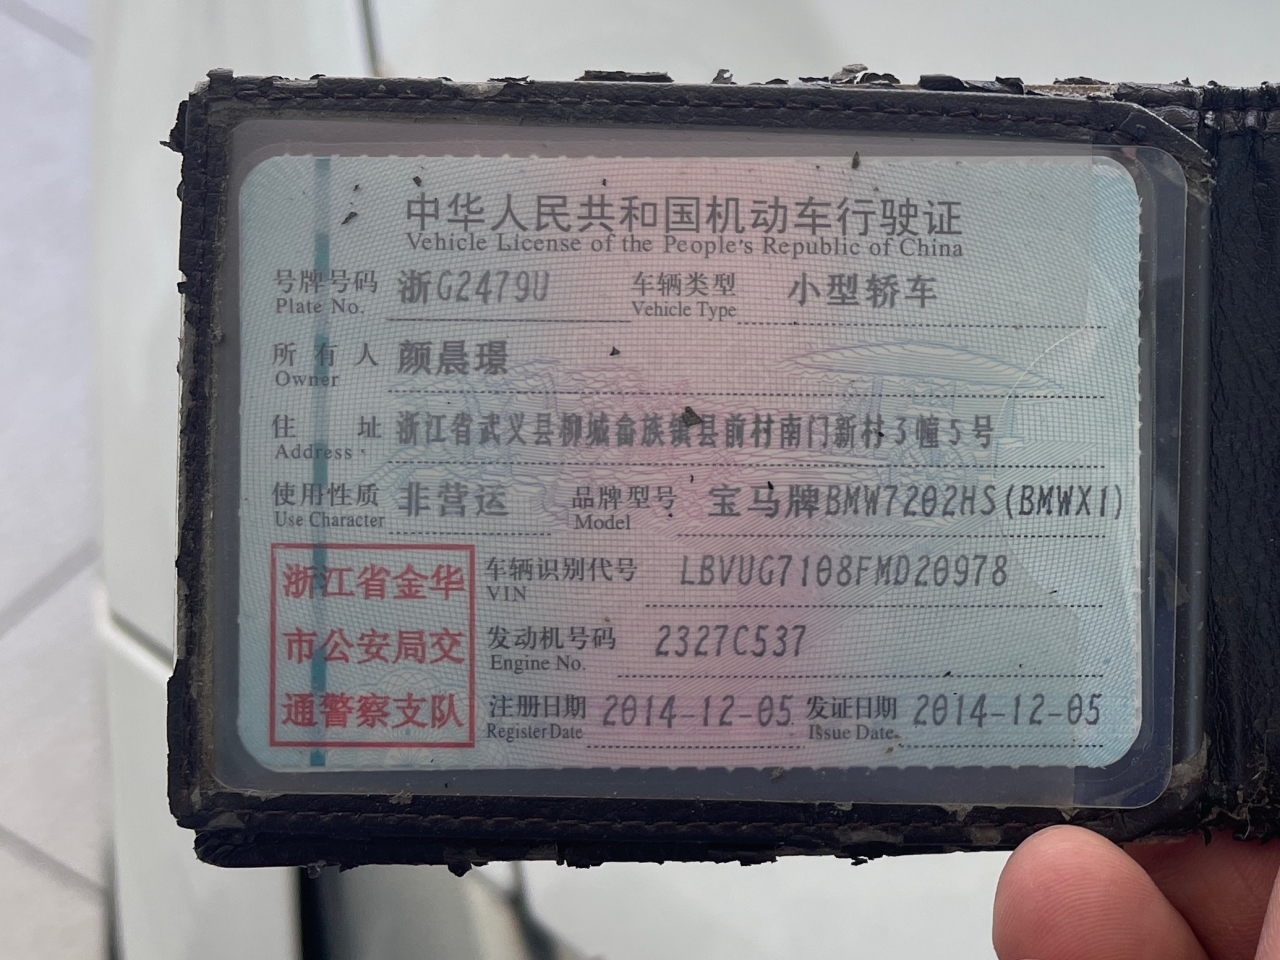 中华人民共和国机动车行驶证
Vehicle License of the People's Republic of China
号牌号码 浙G2479U 车辆类型 小型轿车
Plate No. Vehicle Type
所有人 颜晨璟
Owner
住址 浙江省武义县柳城畲族镇县前村南门新村3幢5号
Address
使用性质 非营运 品牌型号 宝马牌BMW7202HS(BMWX1)
Use Character Model
浙江省金华
市公安局交
通警察支队
车辆识别代号 LBVUG7108FMD20978
VIN
发动机号码 2327C537
Engine No.
注册日期 2014-12-05 发证日期 2014-12-05
Register Date Issue Date